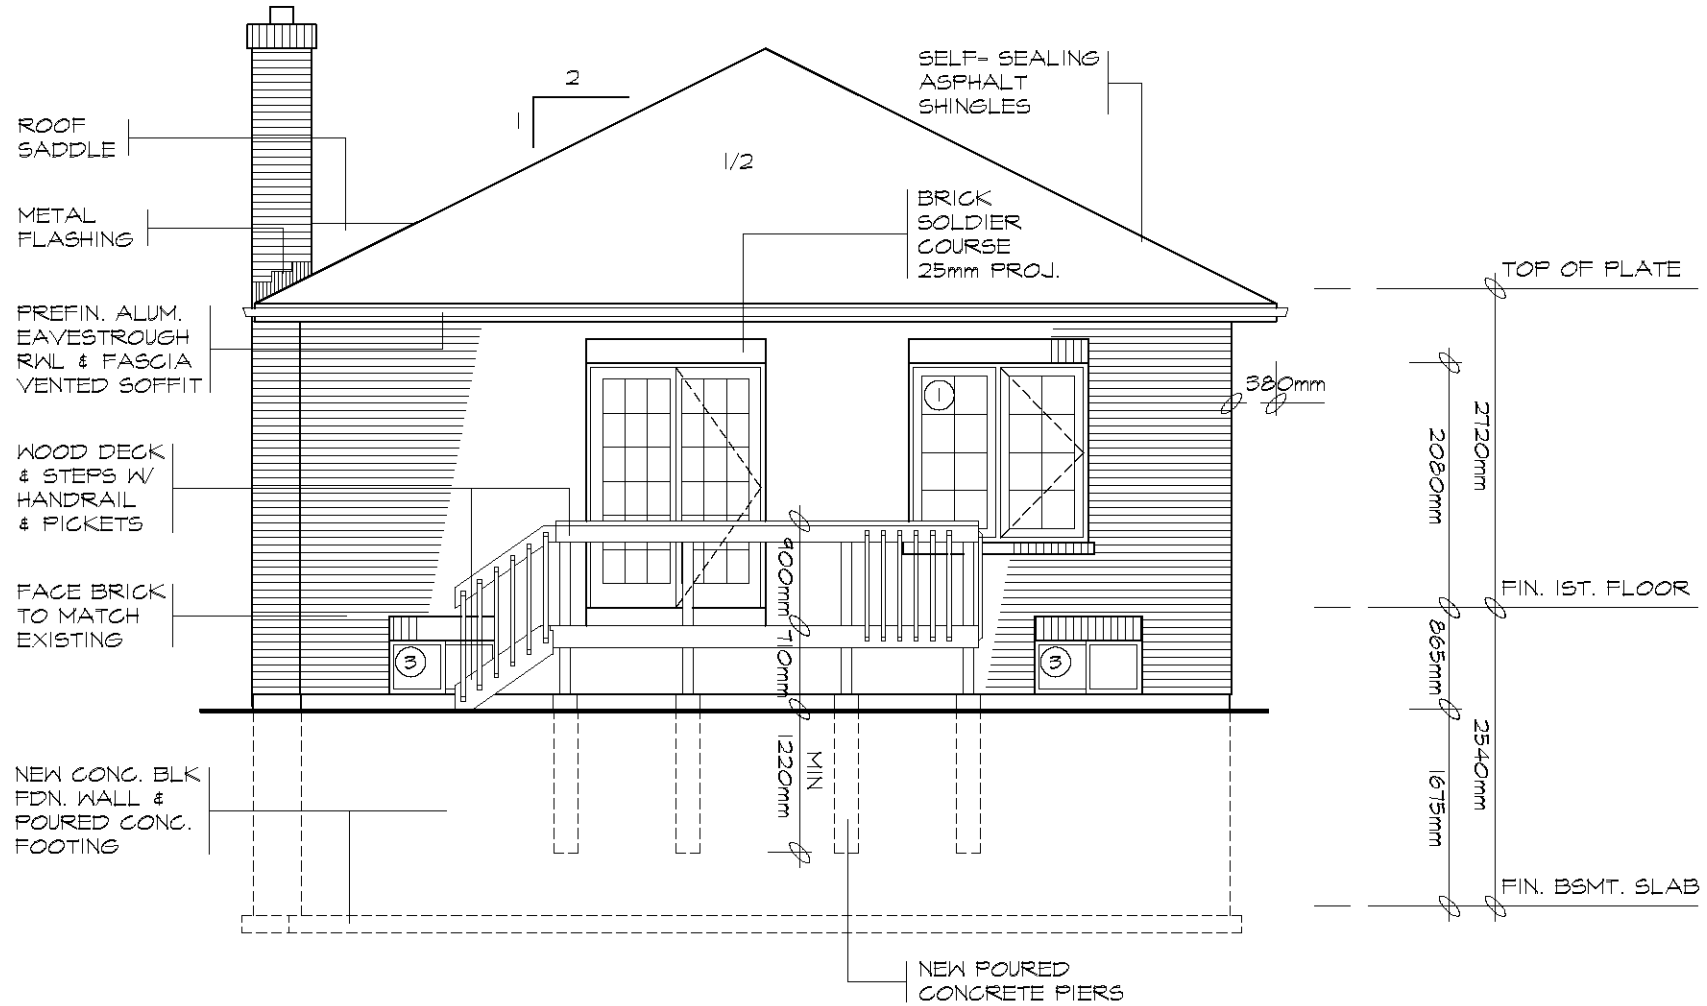 ROOF
SADDLE
METAL
FLASHING
PREFIN. ALUM.
EAVESTROUGH
RWL & FASCIA
VENTED SOFFIT
WOOD DECK
& STEPS W/
HANDRAIL
& PICKETS
FACE BRICK
TO MATCH
EXISTING
NEW CONC. BLK
FDN. WALL &
POURED CONC.
FOOTING
2
1
1/2
SELF- SEALING
ASPHALT
SHINGLES
BRICK
SOLDIER
COURSE
25mm PROJ.
1
3
3
900mm
710mm
1220mm
MIN
NEW POURED
CONCRETE PIERS
380mm
TOP OF PLATE
2720mm
2080mm
FIN. 1ST. FLOOR
865mm
2540mm
1675mm
FIN. BSMT. SLAB